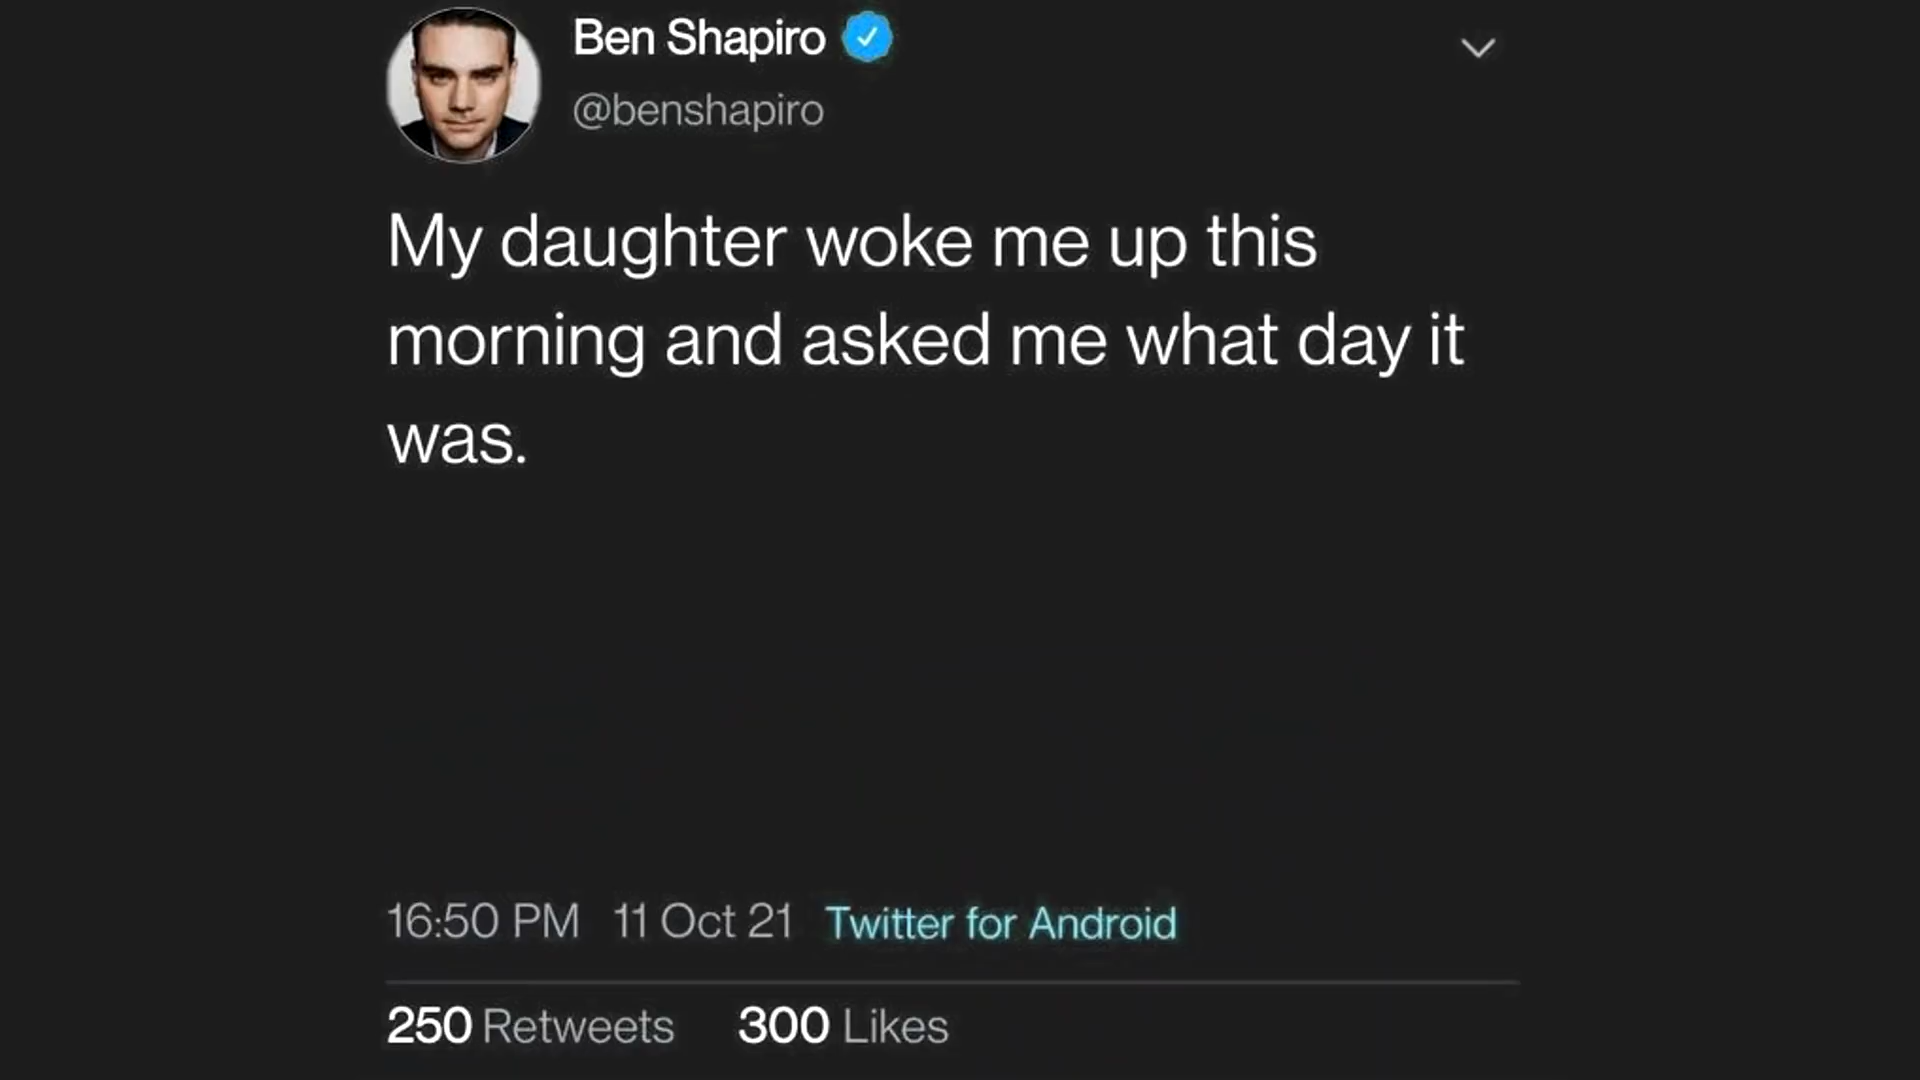 Ben Shapiro
@benshapiro
My daughter woke me up this
morning and asked me what day it
was.
16:50 PM 11 Oct 21 Twitter for Android
250 Retweets 300 Likes